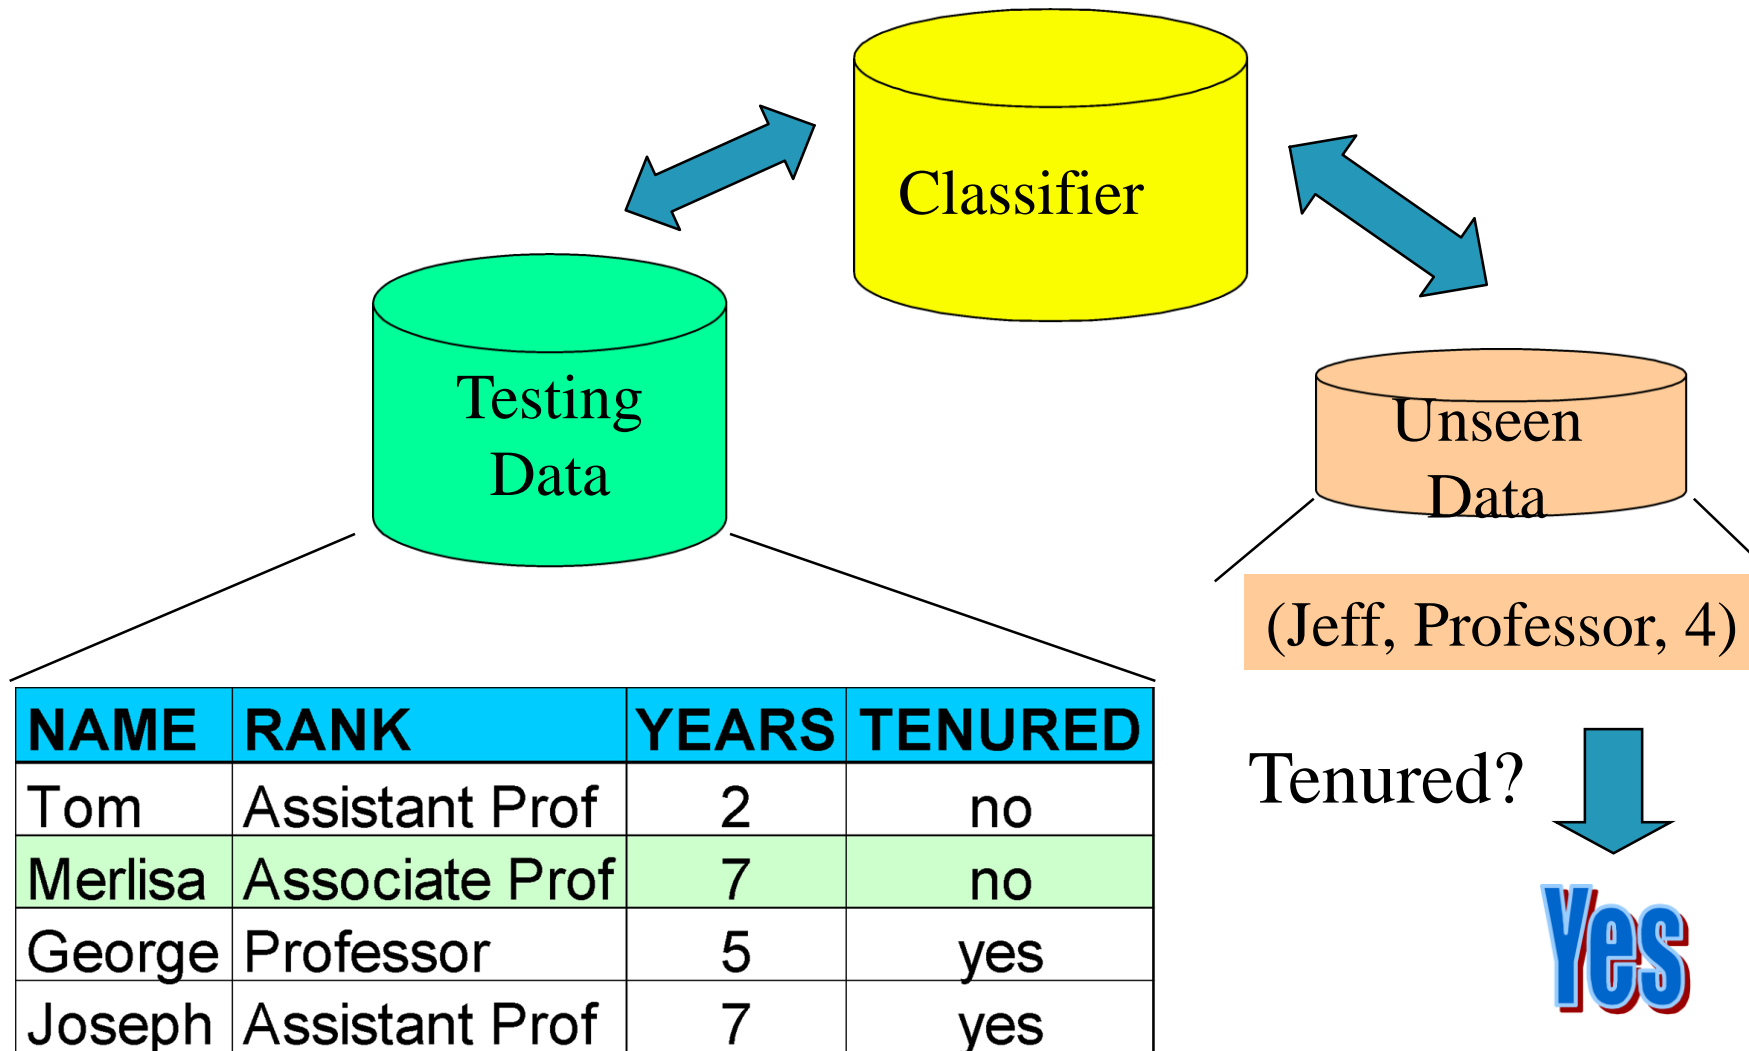 Classifier
Testing
Data
Unseen
Data
(Jeff, Professor, 4)
NAME RANK YEARS TENURED
Tom Assistant Prof 2 no
Merlisa Associate Prof 7 no
George Professor 5 yes
Joseph Assistant Prof 7 yes
Tenured?
Yes